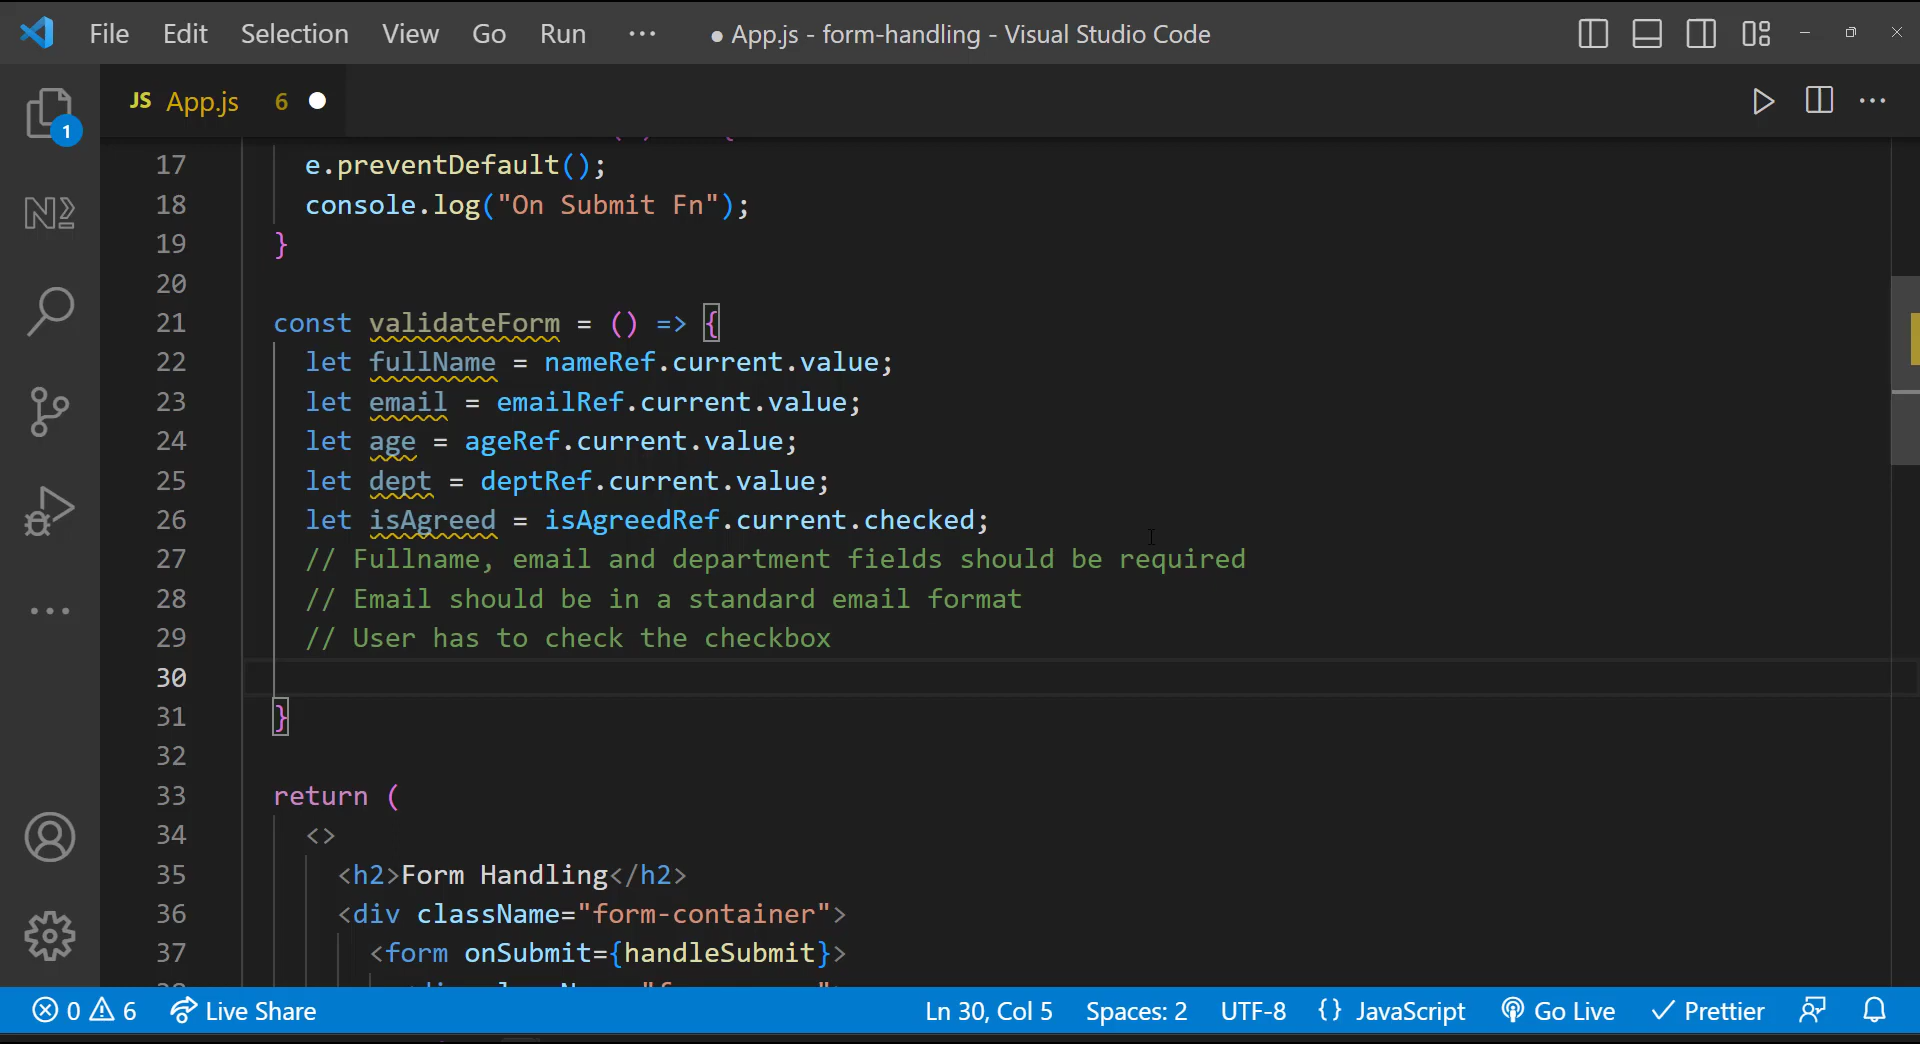 File Edit Selection View Go Run ··· ● App.js - form-handling - Visual Studio Code
JS App.js 6
1
17 e.preventDefault();
18 console.log("On Submit Fn");
19 }
20
21 const validateForm = () => {
22 let fullName = nameRef.current.value;
23 let email = emailRef.current.value;
24 let age = ageRef.current.value;
25 let dept = deptRef.current.value;
26 let isAgreed = isAgreedRef.current.checked;
27 // Fullname, email and department fields should be required
28 // Email should be in a standard email format
29 // User has to check the checkbox
30
31 }
32
33 return (
34 <>
35 <h2>Form Handling</h2>
36 <div className="form-container">
37 <form onSubmit={handleSubmit}>
0 6 Live Share Ln 30, Col 5 Spaces: 2 UTF-8 {} JavaScript Go Live Prettier